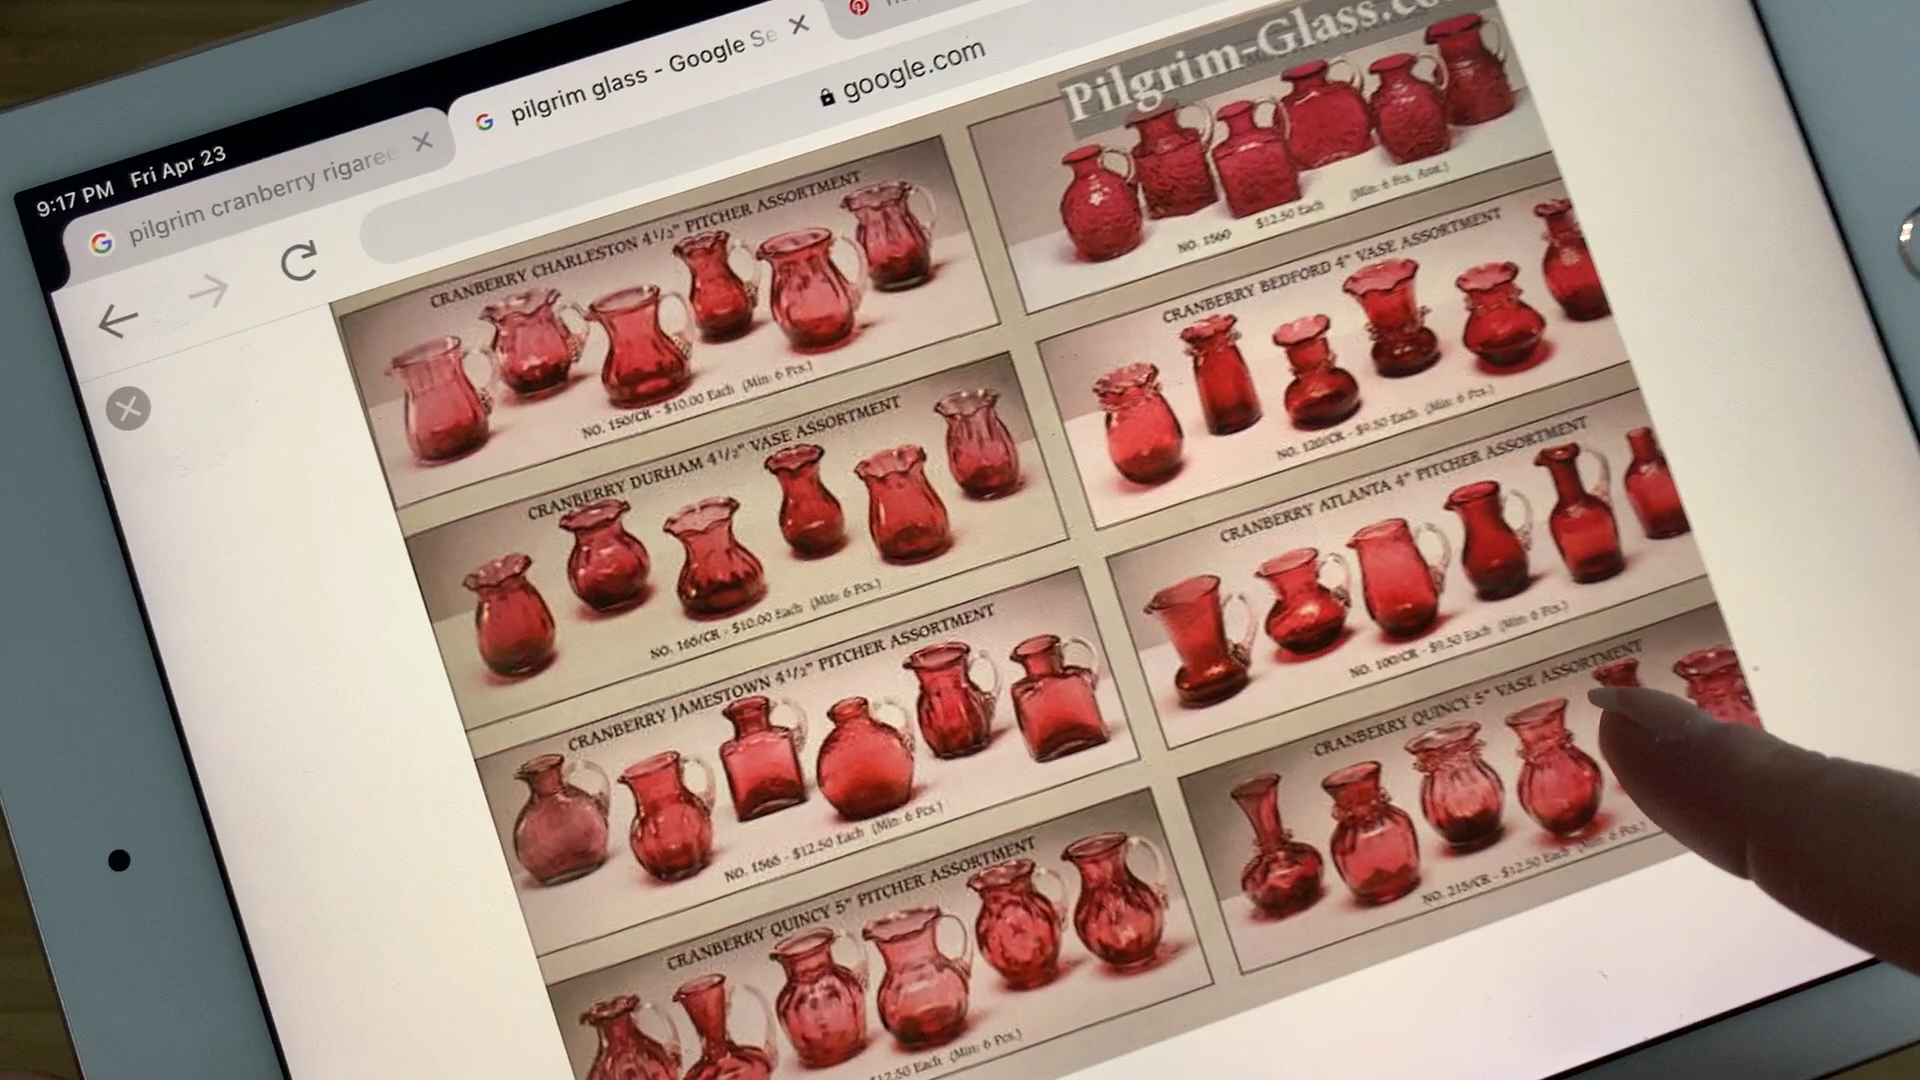 9:17 PM Fri Apr 23
pilgrim cranberry rigaree
pilgrim glass - Google Se
google.com
Pilgrim-Glass.co
CRANBERRY CHARLESTON 4 1/2" PITCHER ASSORTMENT
NO. 150/CR - $10.00 Each (Min: 6 Pcs.)
CRANBERRY DURHAM 4 1/2" VASE ASSORTMENT
NO. 160/CR - $10.00 Each (Min: 6 Pcs.)
CRANBERRY JAMESTOWN 4 1/2" PITCHER ASSORTMENT
NO. 1565 - $12.50 Each (Min: 6 Pcs.)
CRANBERRY QUINCY 5" PITCHER ASSORTMENT
$12.50 Each (Min: 6 Pcs.)
NO. 1560 $12.50 Each (Min: 6 Pcs. Asst.)
CRANBERRY BEDFORD 4" VASE ASSORTMENT
NO. 120/CR - $9.50 Each (Min: 6 Pcs.)
CRANBERRY ATLANTA 4" PITCHER ASSORTMENT
NO. 100/CR - $9.50 Each (Min: 6 Pcs.)
CRANBERRY QUINCY 5" VASE ASSORTMENT
NO. 215/CR - $12.50 Each (Min: 6 Pcs.)